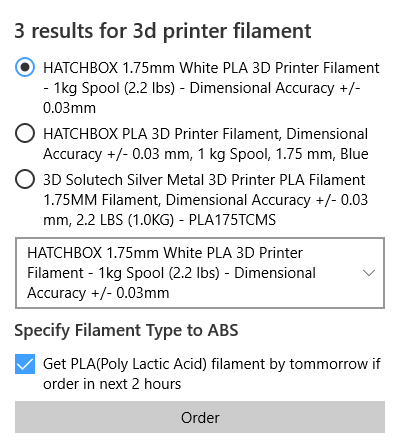 3 results for 3d printer filament
HATCHBOX 1.75mm White PLA 3D Printer Filament
- 1kg Spool (2.2 lbs) - Dimensional Accuracy +/-
0.03mm
HATCHBOX PLA 3D Printer Filament, Dimensional
Accuracy +/- 0.03 mm, 1 kg Spool, 1.75 mm, Blue
3D Solutech Silver Metal 3D Printer PLA Filament
1.75MM Filament, Dimensional Accuracy +/- 0.03
mm, 2.2 LBS (1.0KG) - PLA175TCMS
HATCHBOX 1.75mm White PLA 3D Printer
Filament - 1kg Spool (2.2 lbs) - Dimensional
Accuracy +/- 0.03mm
Specify Filament Type to ABS
Get PLA(Poly Lactic Acid) filament by tommorrow if
order in next 2 hours
Order